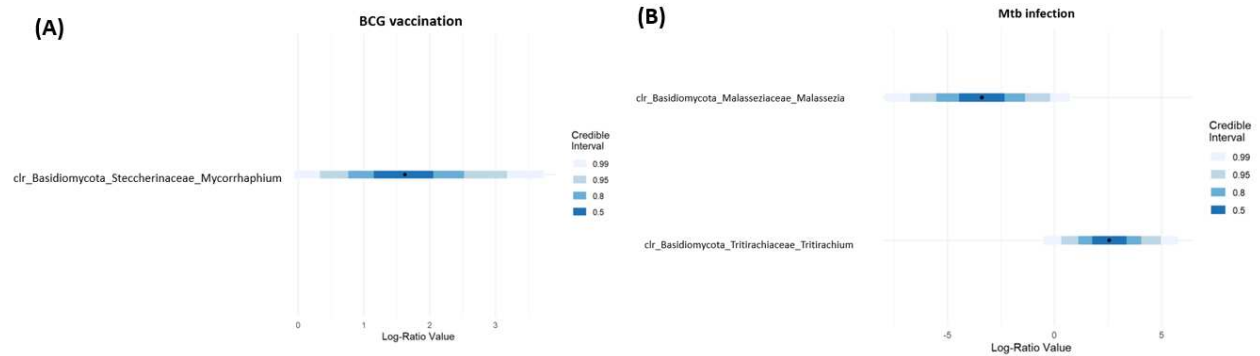 (A)
BCG vaccination
clr_Basidiomycota_Steccherinaceae_Mycorrhaphium
Credible
Interval
0.99
0.95
0.8
0.5
0 1 2 3
Log-Ratio Value
(B)
Mtb infection
clr_Basidiomycota_Malasseziaceae_Malassezia
clr_Basidiomycota_Tritirachiaceae_Tritirachium
Credible
Interval
0.99
0.95
0.8
0.5
-5 0 5
Log-Ratio Value